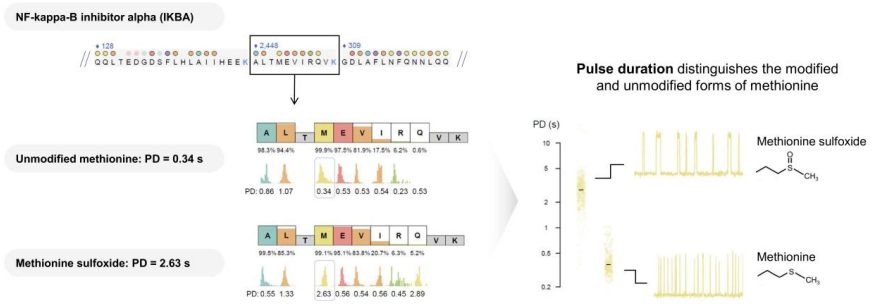 NF-kappa-B inhibitor alpha (IKBA)
128
2,448
309
// QQLTEDGDSFLHLAIIHEEKALTMEVIRQVKGDLAFLNFQNNLQQ //
A L T M E V I R Q V K
98.3% 94.4% 99.9% 97.5% 81.9% 17.5% 6.2% 0.6%
Unmodified methionine: PD = 0.34 s
PD: 0.86 1.07 0.34 0.53 0.53 0.54 0.23 0.53
A L T M E V I R Q V K
99.5% 85.3% 99.1% 95.1% 83.8% 20.7% 6.3% 5.2%
Methionine sulfoxide: PD = 2.63 s
PD: 0.55 1.33 2.63 0.56 0.54 0.56 0.45 2.89
Pulse duration distinguishes the modified
and unmodified forms of methionine
PD (s)
10
5
2
1
0.5
0.2
Methionine sulfoxide
O
S
CH3
Methionine
S
CH3